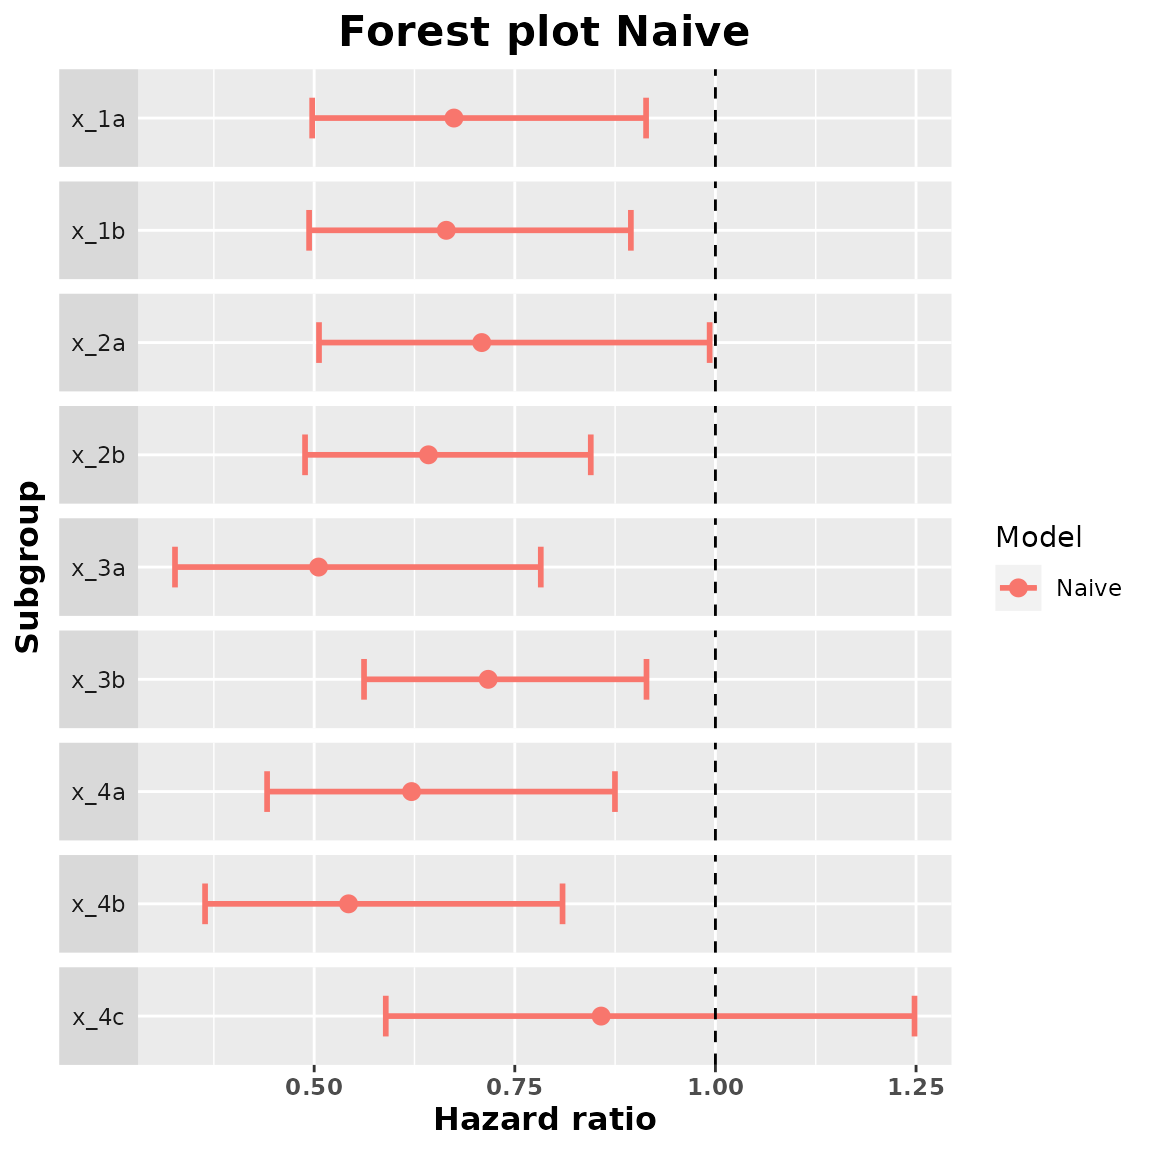 Forest plot Naive
Subgroup
x_1a
x_1b
x_2a
x_2b
x_3a
x_3b
x_4a
x_4b
x_4c
0.50 0.75 1.00 1.25
Hazard ratio
Model
Naive